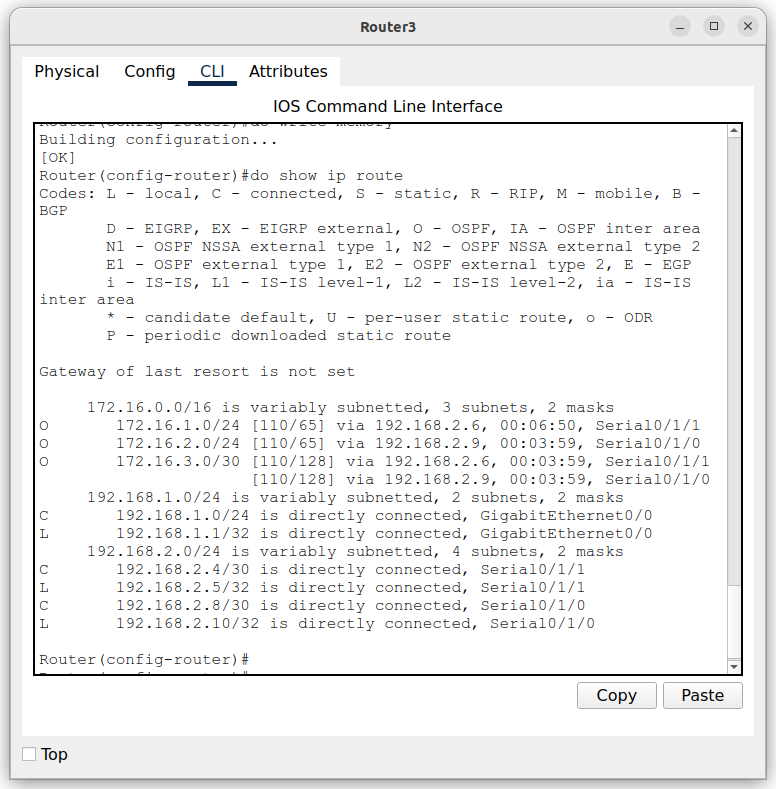 Router3
Physical Config CLI Attributes
IOS Command Line Interface
Router(config-router)#do write memory
Building configuration...
[OK]
Router(config-router)#do show ip route
Codes: L - local, C - connected, S - static, R - RIP, M - mobile, B -
BGP
       D - EIGRP, EX - EIGRP external, O - OSPF, IA - OSPF inter area
       N1 - OSPF NSSA external type 1, N2 - OSPF NSSA external type 2
       E1 - OSPF external type 1, E2 - OSPF external type 2, E - EGP
       i - IS-IS, L1 - IS-IS level-1, L2 - IS-IS level-2, ia - IS-IS
inter area
       * - candidate default, U - per-user static route, o - ODR
       P - periodic downloaded static route
Gateway of last resort is not set
     172.16.0.0/16 is variably subnetted, 3 subnets, 2 masks
O       172.16.1.0/24 [110/65] via 192.168.2.6, 00:06:50, Serial0/1/1
O       172.16.2.0/24 [110/65] via 192.168.2.9, 00:03:59, Serial0/1/0
O       172.16.3.0/30 [110/128] via 192.168.2.6, 00:03:59, Serial0/1/1
                      [110/128] via 192.168.2.9, 00:03:59, Serial0/1/0
     192.168.1.0/24 is variably subnetted, 2 subnets, 2 masks
C       192.168.1.0/24 is directly connected, GigabitEthernet0/0
L       192.168.1.1/32 is directly connected, GigabitEthernet0/0
     192.168.2.0/24 is variably subnetted, 4 subnets, 2 masks
C       192.168.2.4/30 is directly connected, Serial0/1/1
L       192.168.2.5/32 is directly connected, Serial0/1/1
C       192.168.2.8/30 is directly connected, Serial0/1/0
L       192.168.2.10/32 is directly connected, Serial0/1/0
Router(config-router)#
Router(config-router)#
Copy Paste
Top